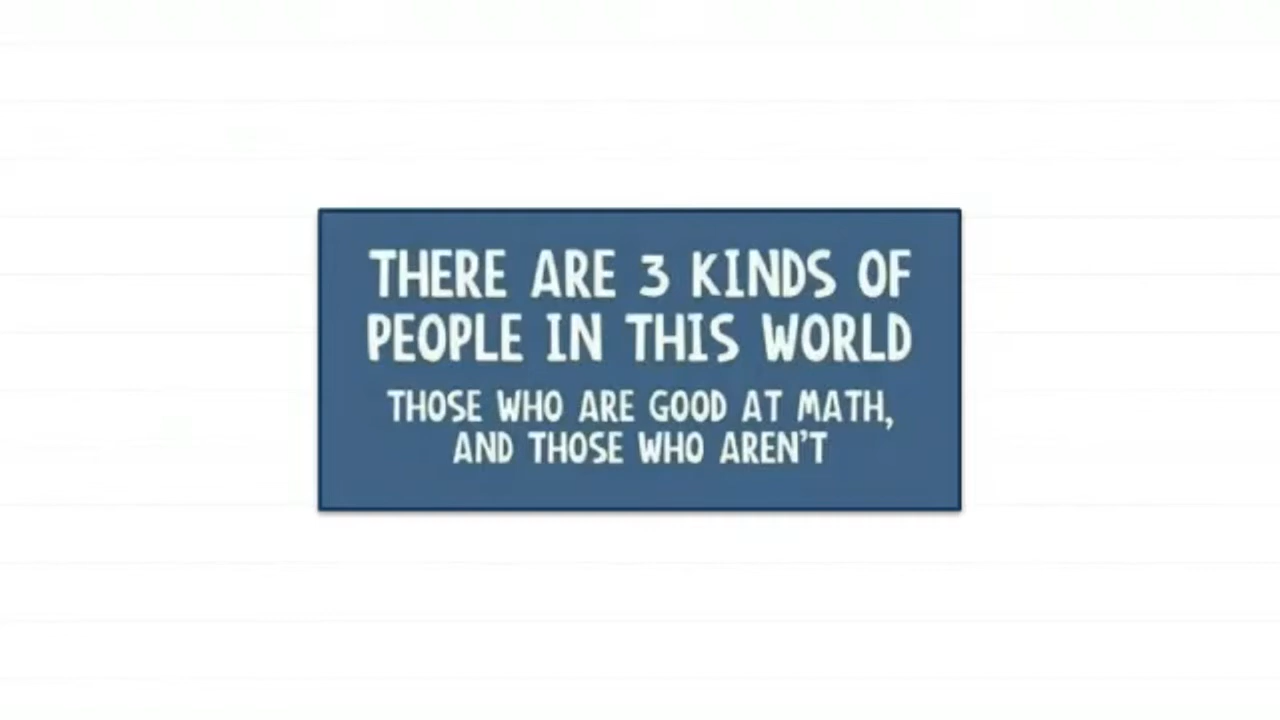 THERE ARE 3 KINDS OF
PEOPLE IN THIS WORLD
THOSE WHO ARE GOOD AT MATH,
AND THOSE WHO AREN'T